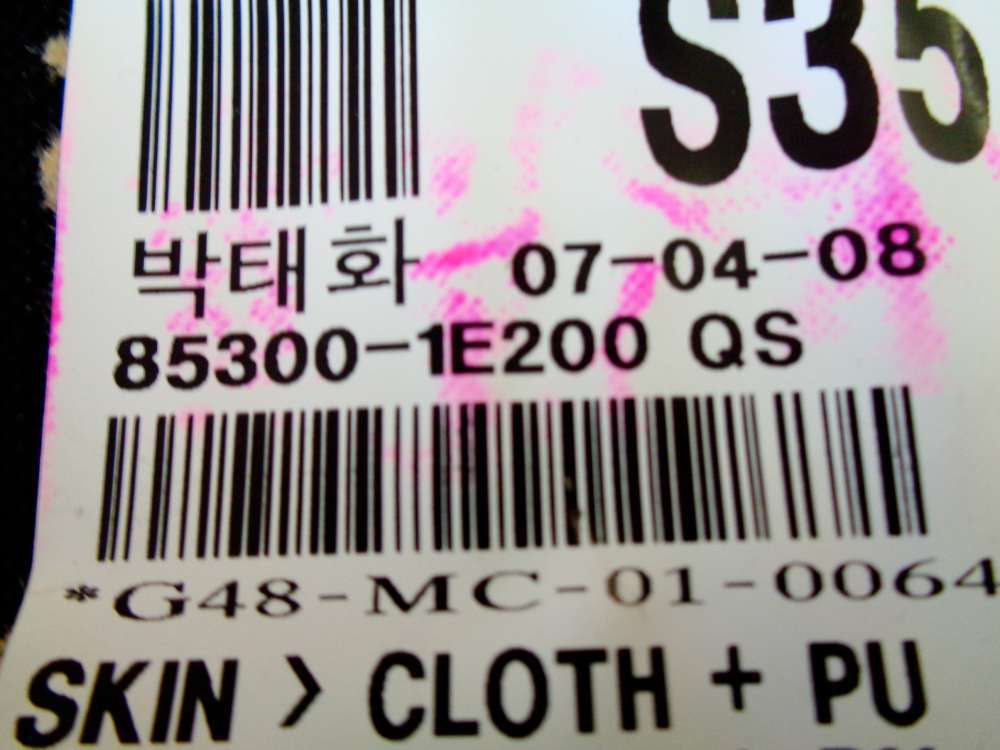 S35
박태화 07-04-08
85300-1E200 QS
*G48-MC-01-0064
SKIN > CLOTH + PU